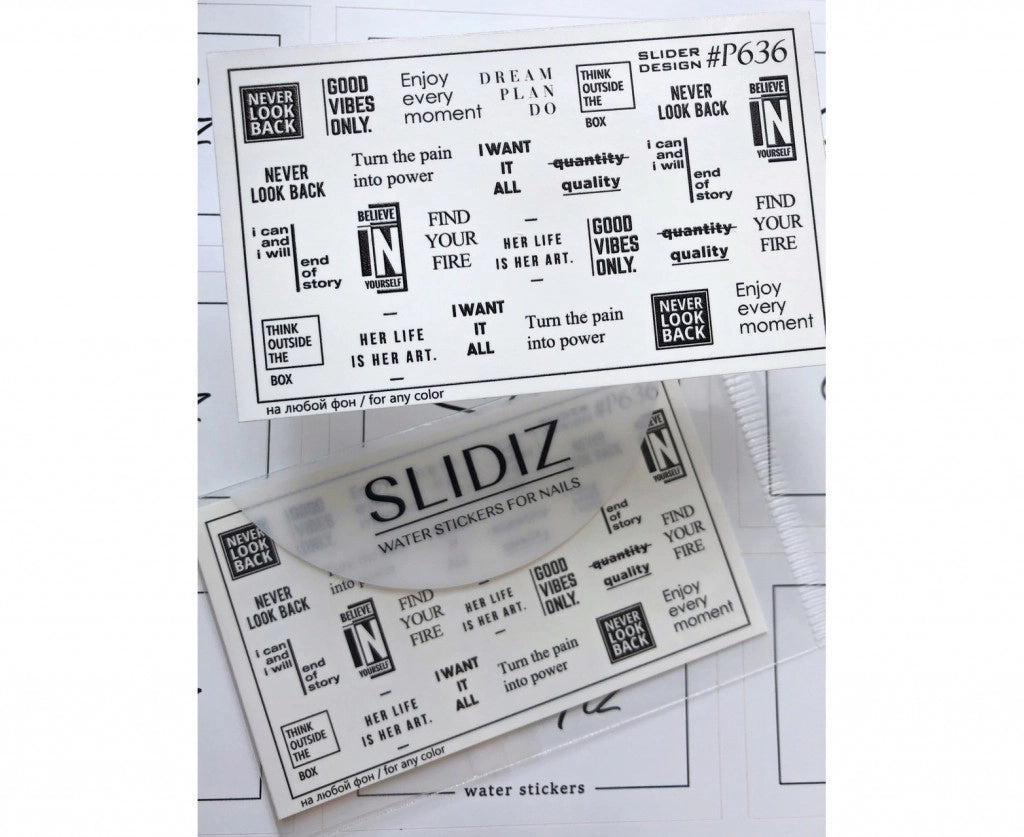 SLIDER
DESIGN #P636
NEVER
LOOK
BACK
GOOD
VIBES
ONLY.
Enjoy
every
moment
DREAM
PLAN
DO
THINK
OUTSIDE
THE
BOX
NEVER
LOOK BACK
BELIEVE
IN
YOURSELF
NEVER
LOOK BACK
Turn the pain
into power
I WANT
IT
ALL
quantity
quality
i can
and
i will
end
of
story
i can
and
i will
end
of
story
BELIEVE
IN
YOURSELF
FIND
YOUR
FIRE
HER LIFE
IS HER ART.
GOOD
VIBES
ONLY.
quantity
quality
FIND
YOUR
FIRE
THINK
OUTSIDE
THE
BOX
HER LIFE
IS HER ART.
I WANT
IT
ALL
Turn the pain
into power
NEVER
LOOK
BACK
Enjoy
every
moment
на любой фон / for any color
#P636
SLIDIZ
WATER STICKERS FOR NAILS
NEVER
LOOK
BACK
IN
YOURSELF
NEVER
LOOK BACK
into
end
of
story
FIND
YOUR
FIRE
i can
and
i will
end
of
story
BELIEVE
IN
YOURSELF
FIND
YOUR
FIRE
HER LIFE
IS HER ART.
GOOD
VIBES
ONLY.
quantity
quality
THINK
OUTSIDE
THE
BOX
HER LIFE
IS HER ART.
I WANT
IT
ALL
Turn the pain
into power
NEVER
LOOK
BACK
Enjoy
every
moment
на любой фон / for any color
water stickers